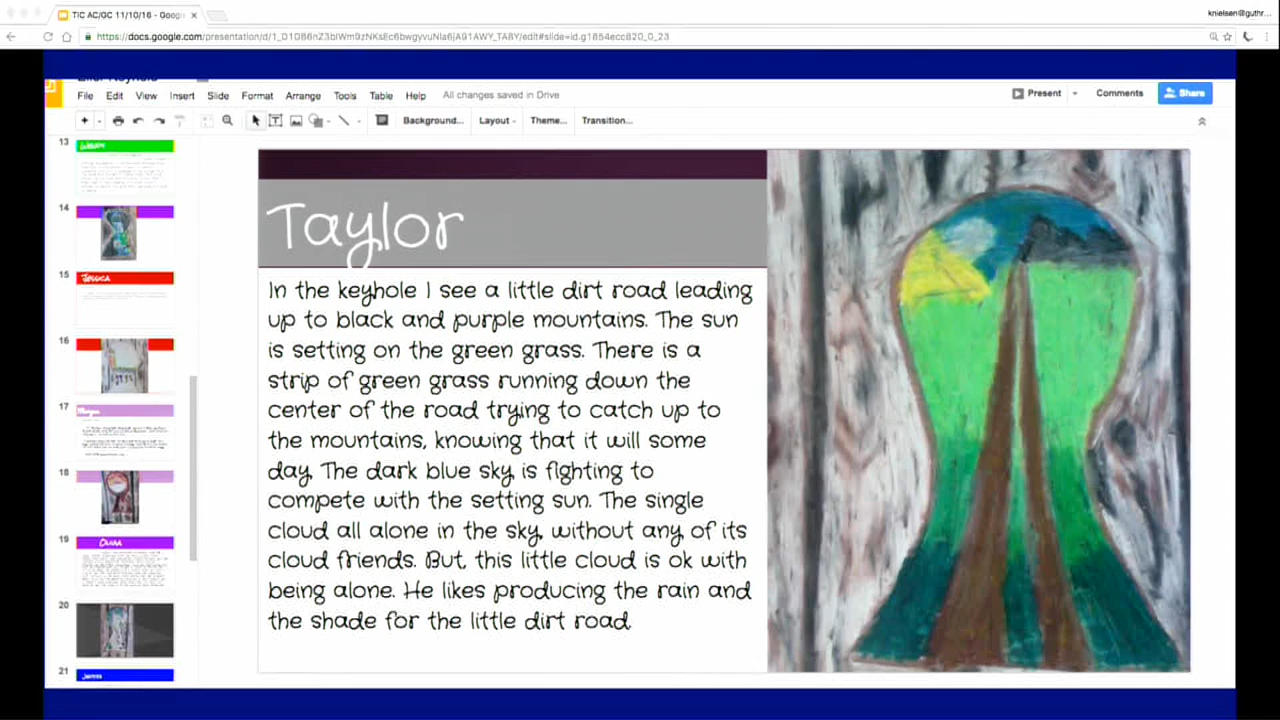 TIC AC/GC 11/10/16 - Goog
knielsen@guthr...
https://docs.google.com/presentation/d/1_D1086nZ3blWm9zNKsEc6bwgyvuNla6jA91AWY_TA8Y/edit#slide=id.g1854ecc820_0_23
File Edit View Insert Slide Format Arrange Tools Table Help All changes saved in Drive
Present Comments Share
Background... Layout Theme... Transition...
13
14
15
Jessica
16
17
Morgan
18
19
20
21
James
Taylor
In the keyhole I see a little dirt road leading
up to black and purple mountains. The sun
is setting on the green grass. There is a
strip of green grass running down the
center of the road trying to catch up to
the mountains, knowing that it will some
day. The dark blue sky is fighting to
compete with the setting sun. The single
cloud all alone in the sky, without any of its
cloud friends. But, this little cloud is ok with
being alone. He likes producing the rain and
the shade for the little dirt road